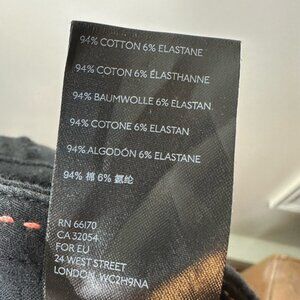 94% COTTON 6% ELASTANE
94% COTON 6% ÉLASTHANNE
94% BAUMWOLLE 6% ELASTAN
94% COTONE 6% ELASTAN
94% ALGODÓN 6% ELASTANE
94% 棉 6% 氨纶
RN 66170
CA 32054
FOR EU
24 WEST STREET
LONDON, WC2H9NA